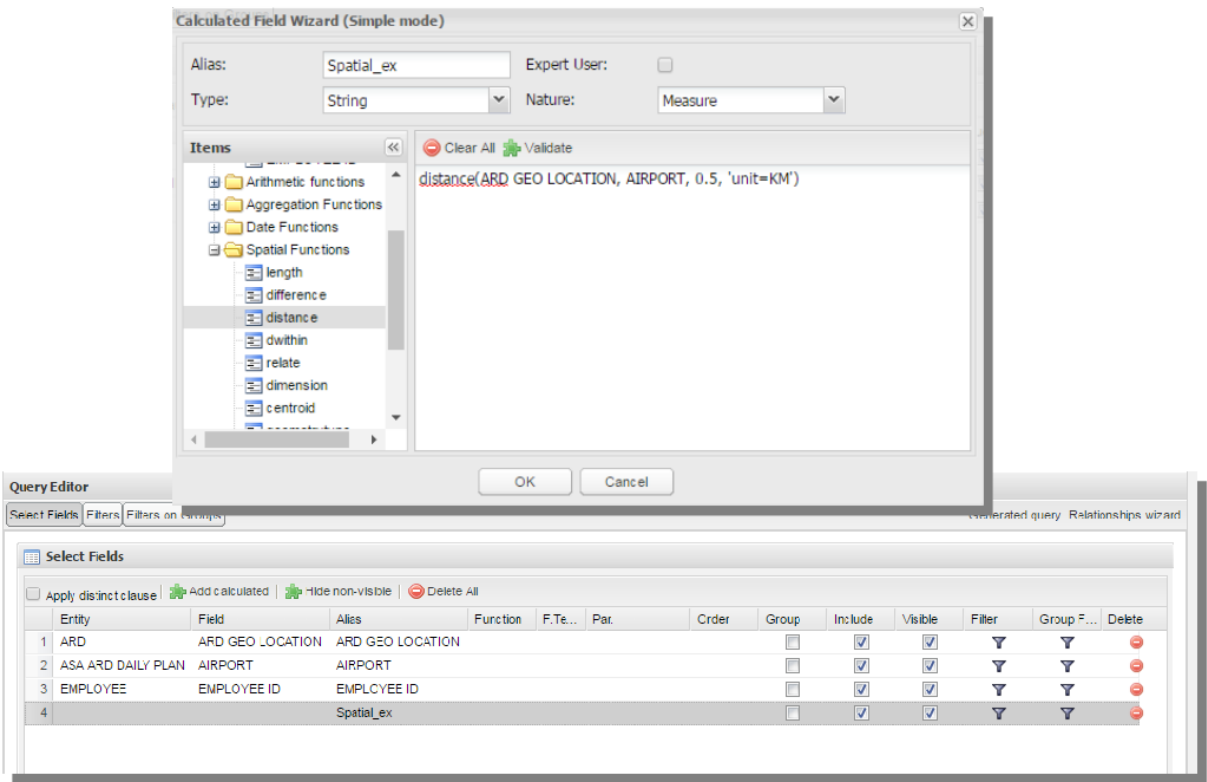 Calculated Field Wizard (Simple mode)
Alias: Spatial_ex Expert User:
Type: String Nature: Measure
Items
Clear All Validate
distance(ARD GEO LOCATION, AIRPORT, 0.5, 'unit=KM')
Arithmetic functions
Aggregation Functions
Date Functions
Spatial Functions
length
difference
distance
dwithin
relate
dimension
centroid
OK Cancel
Query Editor
Select Fields Filters Filters on Groups Generated query Relationships wizard
Select Fields
Apply distinct clause Add calculated Hide non-visible Delete All
Entity Field Alias Function F.Te... Par. Order Group Include Visible Filter Group F... Delete
1 ARD ARD GEO LOCATION ARD GEO LOCATION
2 ASA ARD DAILY PLAN AIRPORT AIRPORT
3 EMPLOYEE EMPLOYEE ID EMPLOYEE ID
4 Spatial_ex